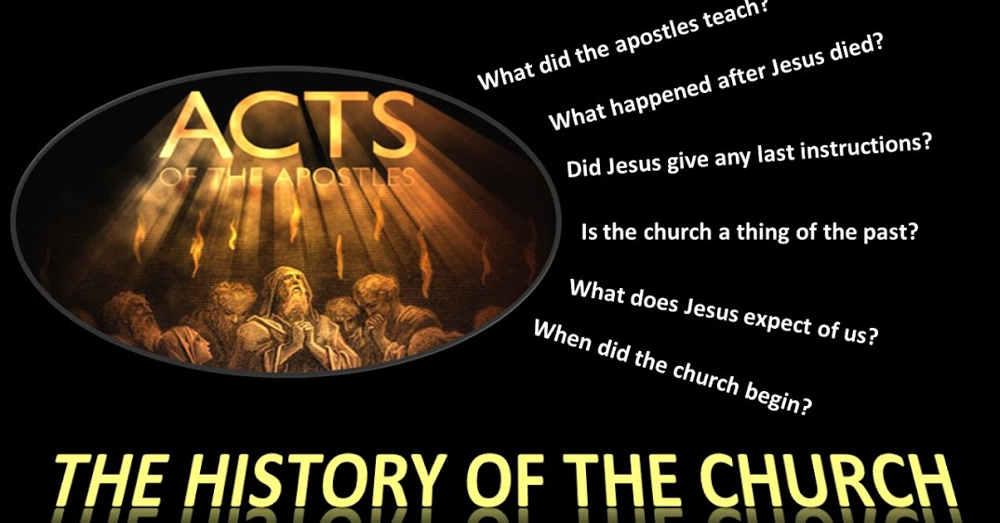 ACTS
OF THE APOSTLES
What did the apostles teach?
What happened after Jesus died?
Did Jesus give any last instructions?
Is the church a thing of the past?
What does Jesus expect of us?
When did the church begin?
THE HISTORY OF THE CHURCH